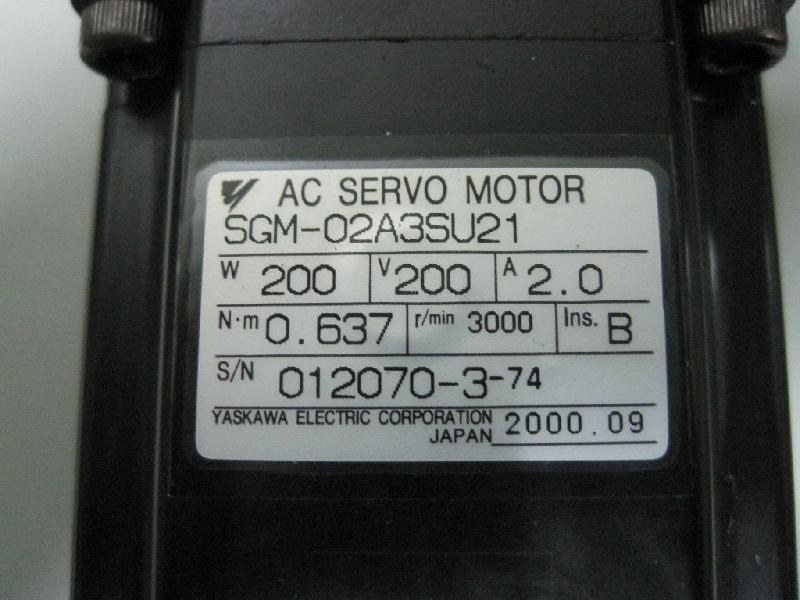 AC SERVO MOTOR
SGM-02A3SU21
W 200 V 200 A 2.0
N·m 0.637 r/min 3000 Ins. B
S/N 012070-3-74
YASKAWA ELECTRIC CORPORATION
JAPAN 2000.09